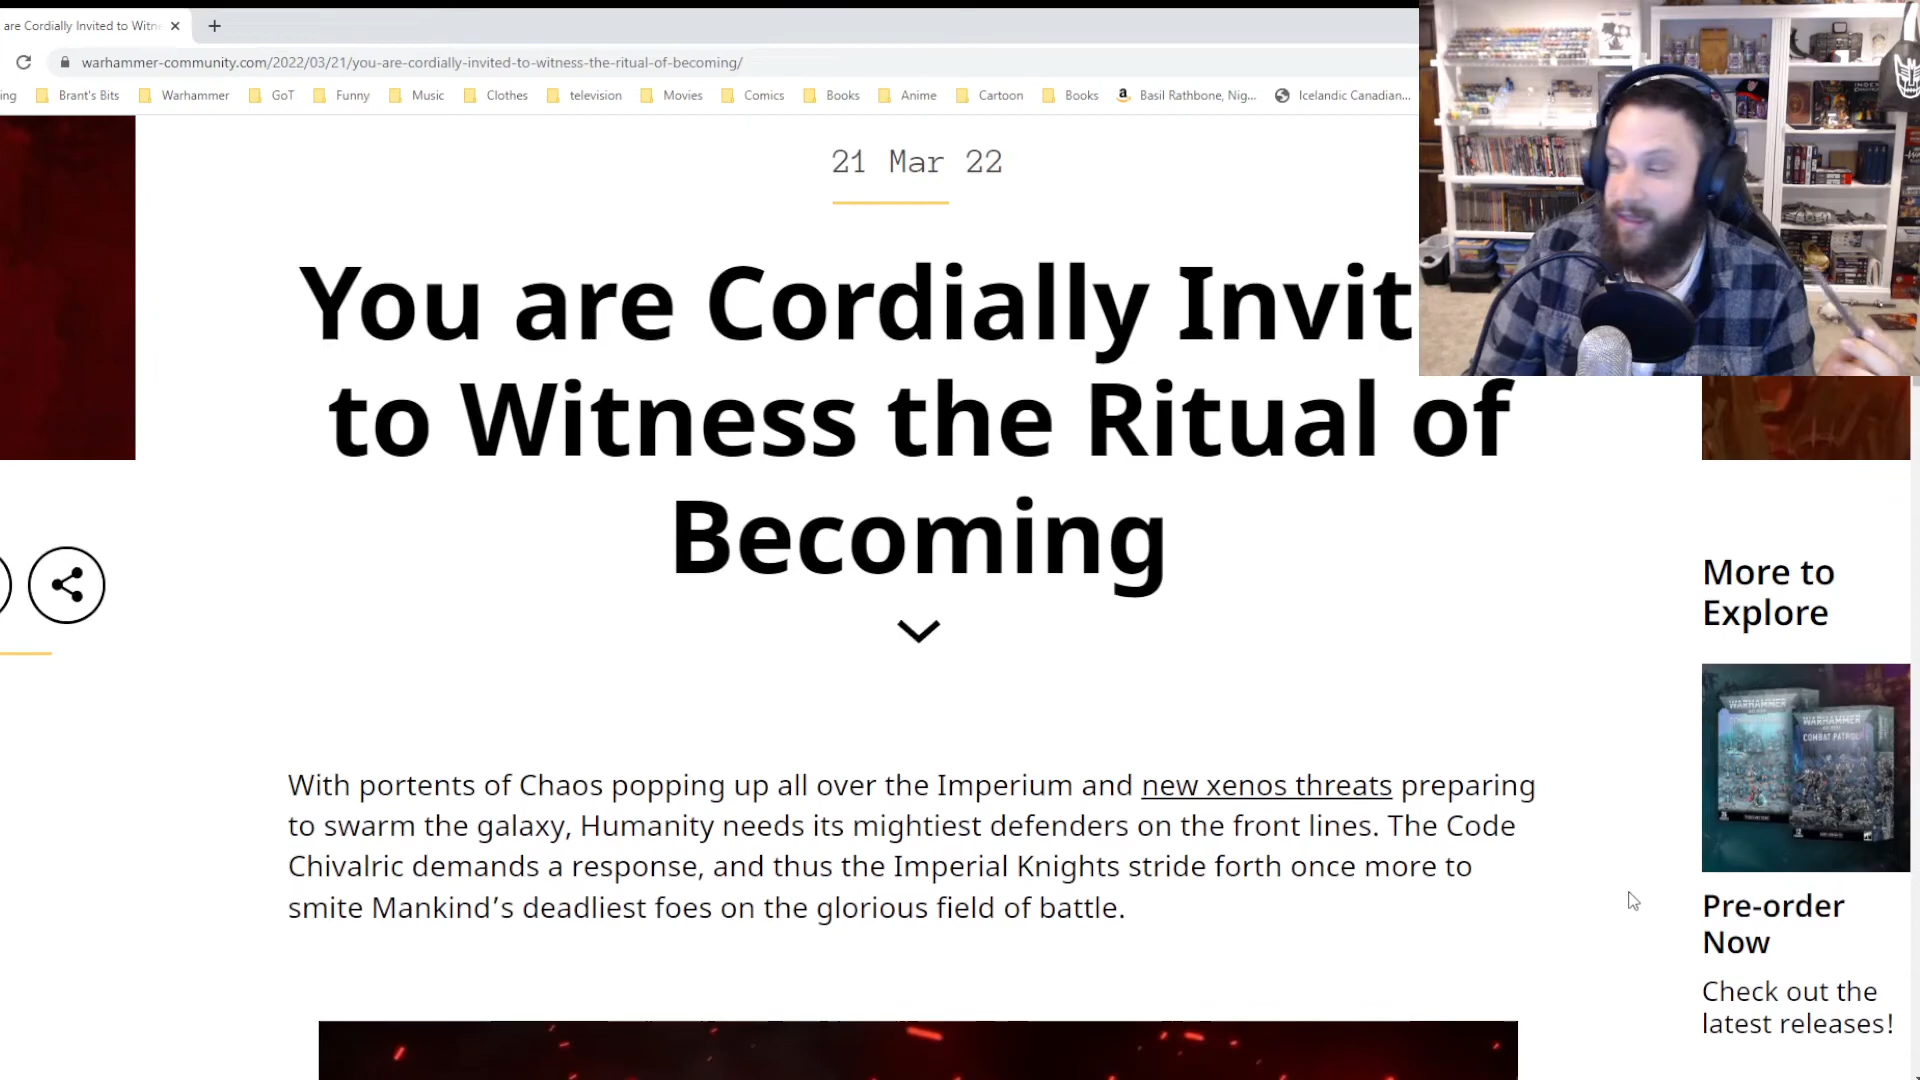 are Cordially Invited to Witn
warhammer-community.com/2022/03/21/you-are-cordially-invited-to-witness-the-ritual-of-becoming/
ing Brant's Bits Warhammer GoT Funny Music Clothes television Movies Comics Books Anime Cartoon Books Basil Rathbone, Nig... Icelandic Canadian...
21 Mar 22
You are Cordially Invit
to Witness the Ritual of
Becoming
With portents of Chaos popping up all over the Imperium and new xenos threats preparing
to swarm the galaxy, Humanity needs its mightiest defenders on the front lines. The Code
Chivalric demands a response, and thus the Imperial Knights stride forth once more to
smite Mankind’s deadliest foes on the glorious field of battle.
More to
Explore
WARHAMMER
WARHAMMER
COMBAT PATROL
Pre-order
Now
Check out the
latest releases!